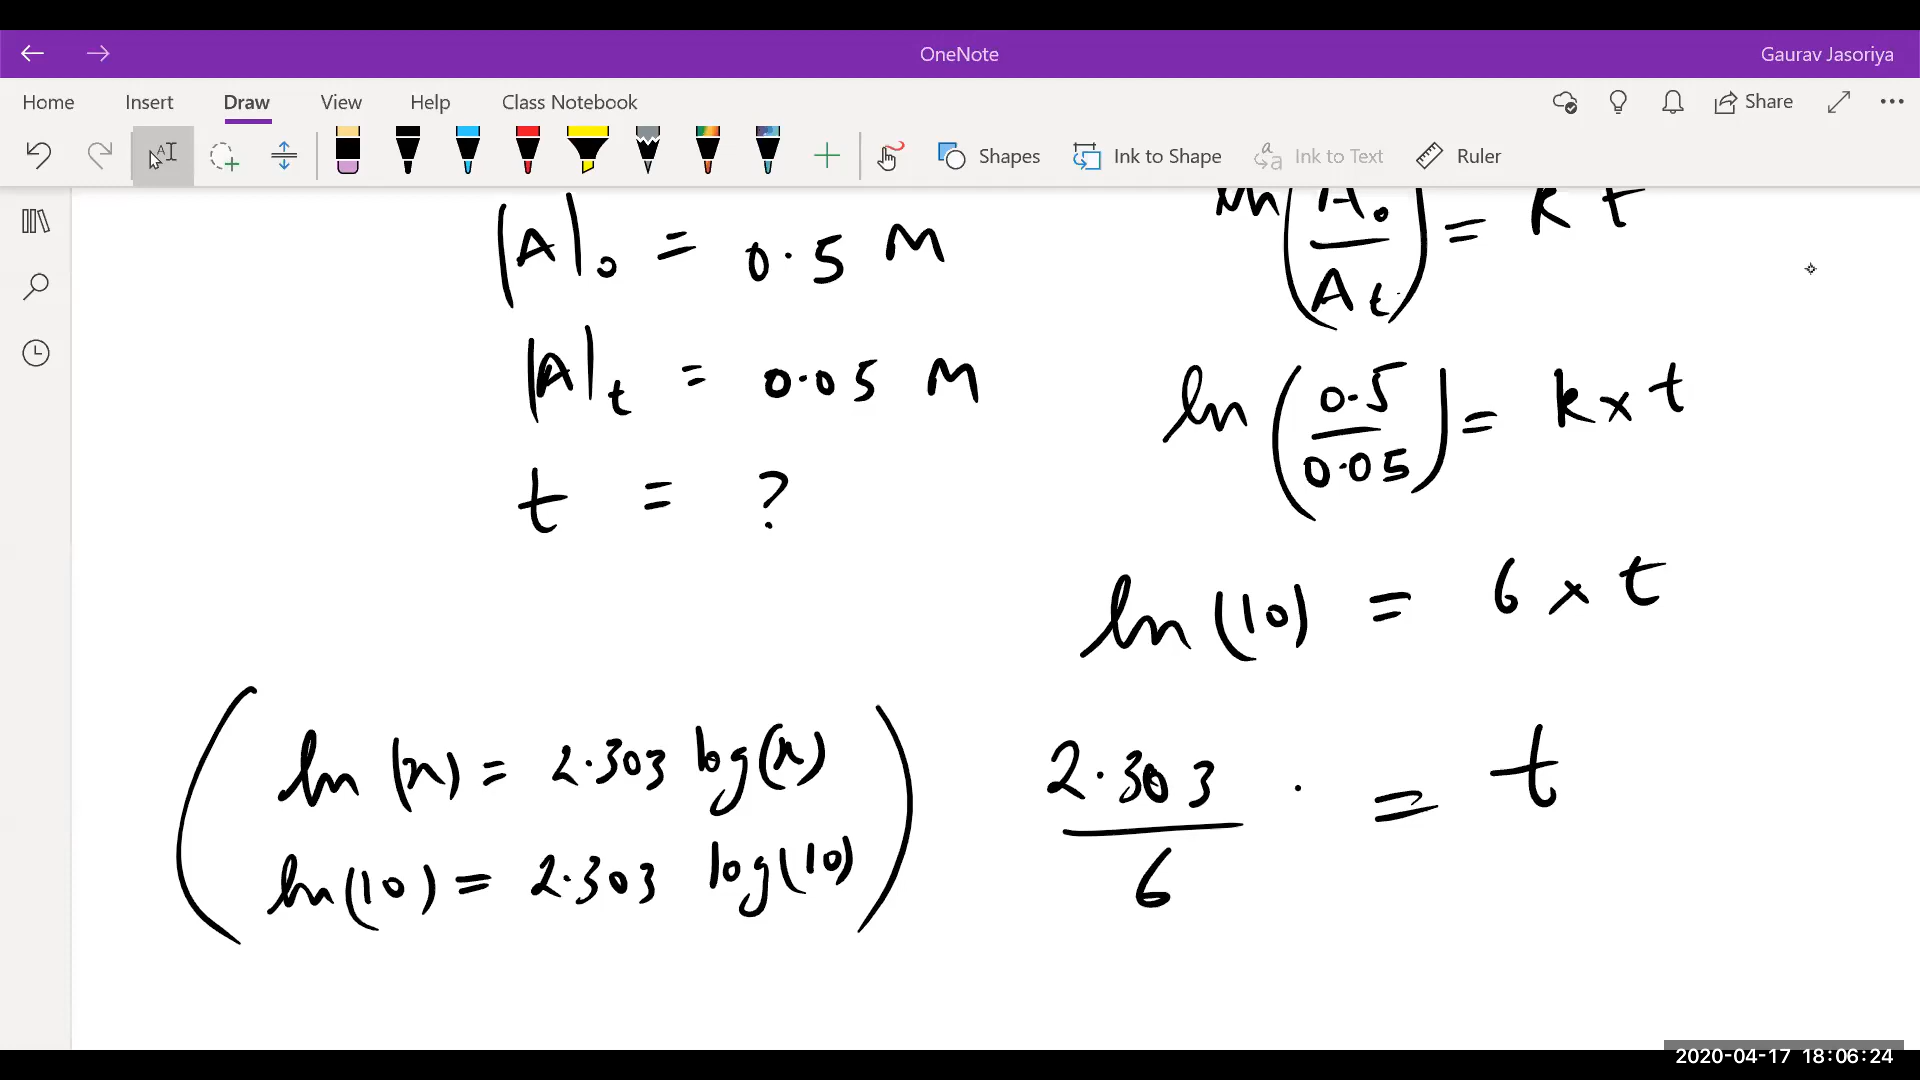 OneNote
Gaurav Jasoriya
Home Insert Draw View Help Class Notebook
Share
Shapes Ink to Shape Ink to Text Ruler
|A|₀ = 0.5 M
|A|t = 0.05 M
t = ?
ln(A₀/At) = kt
ln(0.5/0.05) = k×t
ln(10) = 6×t
(ln(x) = 2.303 log(x)
ln(10) = 2.303 log(10))
2.303/6 . = t
2020-04-17 18:06:24